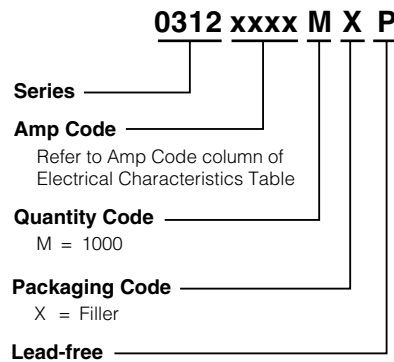 0312 xxxx M X P
Series
Amp Code
Refer to Amp Code column of
Electrical Characteristics Table
Quantity Code
M = 1000
Packaging Code
X = Filler
Lead-free